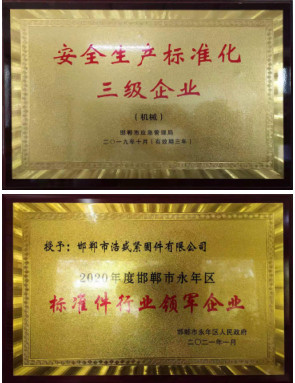 安全生产标准化
三级企业
（机械）
邯郸市应急管理局
二〇一九年十月（有效期三年）
授予：邯郸市浩武紧固件有限公司
2020年度邯郸市永年区
标准件行业领军企业
邯郸市永年区人民政府
二〇二一年一月